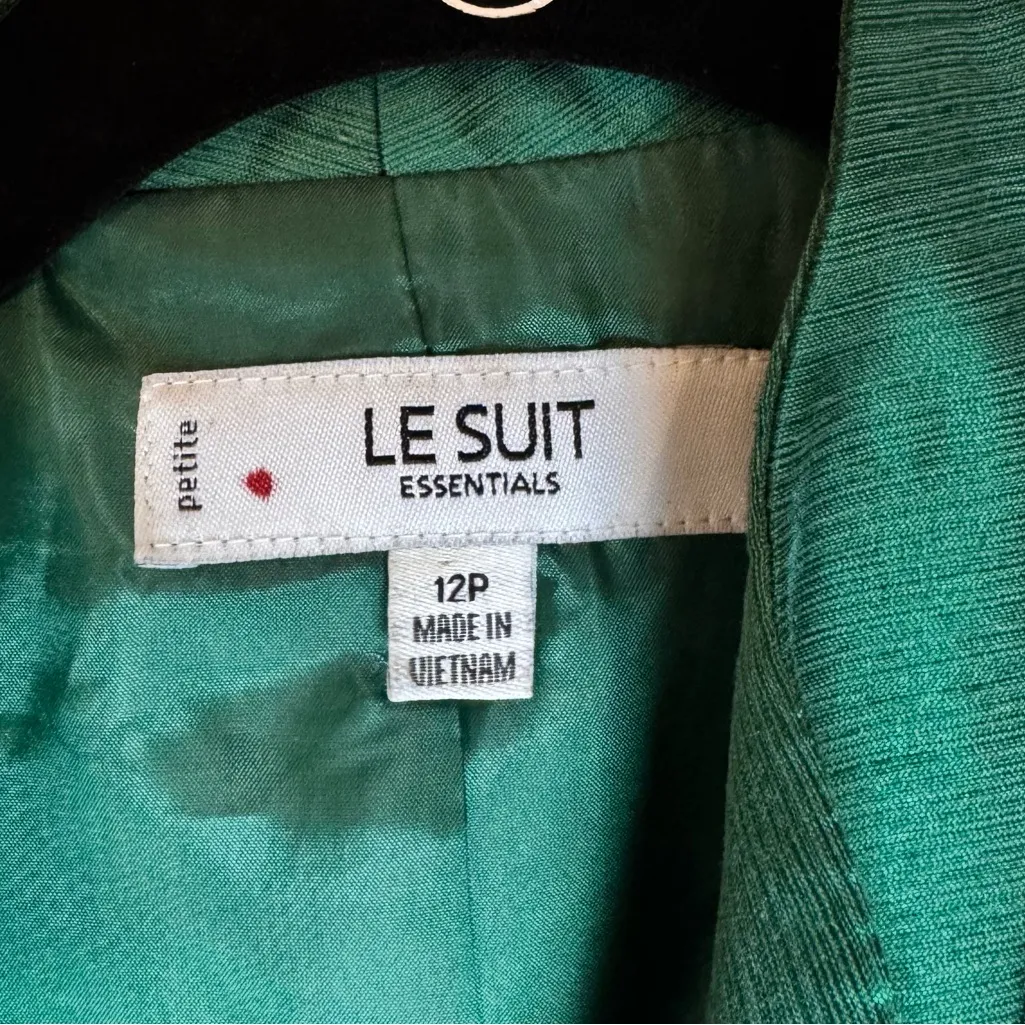 petite
LE SUIT
ESSENTIALS
12P
MADE IN
VIETNAM